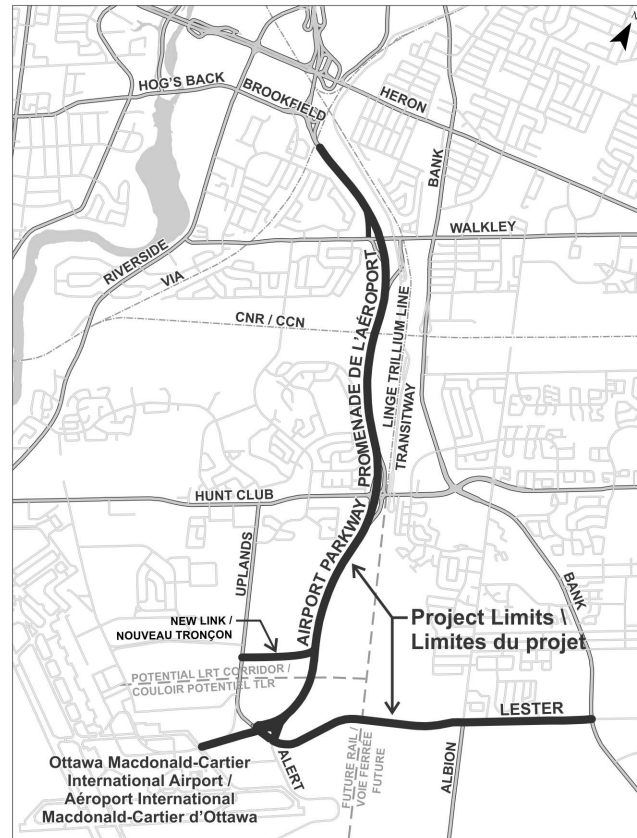 N
HOG'S BACK
BROOKFIELD
HERON
BANK
WALKLEY
RIVERSIDE
VIA
CNR / CCN
PROMENADE DE L'AÉROPORT
LINGE TRILLIUM LINE
TRANSITWAY
HUNT CLUB
UPLANDS
AIRPORT PARKWAY
BANK
NEW LINK /
NOUVEAU TRONÇON
Project Limits \
Limites du projet
POTENTIAL LRT CORRIDOR /
COULOIR POTENTIEL TLR
LESTER
Ottawa Macdonald-Cartier
International Airport /
Aéroport International
Macdonald-Cartier d'Ottawa
ALERT
FUTURE RAIL /
VOIE FERRÉE
FUTURE
ALBION